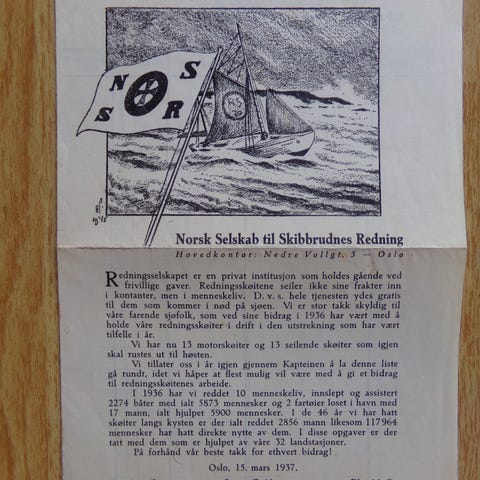 N S
S R
Norsk Selskab til Skibbrudnes Redning
Hovedkontor: Nedre Vollgt. 3 — Oslo
Redningsselskapet er en privat institusjon som holdes gående ved
frivillige gaver. Redningsskøitene seiler ikke sine frakter inn
i kontanter, men i menneskeliv. D. v. s. hele tjenesten ydes gratis
til dem som kommer i nød på sjøen. Vi er stor takk skyldig til
våre farende sjøfolk, som ved sine bidrag i 1936 har vært med å
holde våre redningsskøiter i drift i den utstrekning som har vært
tilfelle i år.
Vi har nu 13 motorskøiter og 13 seilende skøiter som igjen
skal rustes ut til høsten.
Vi tillater oss i år igjen gjennem Kapteinen å la denne liste
gå rundt, idet vi håper at flest mulig vil være med å gi et bidrag
til redningsskøitenes arbeide.
I 1936 har vi reddet 10 menneskeliv, innslept og assistert
2274 båter med ialt 5873 mennesker og 2 fartøier loset i havn med
17 mann, ialt hjulpet 5900 mennesker. I de 46 år vi har hatt
skøiter langs kysten er der ialt reddet 2856 mann likesom 117964
mennesker har hatt direkte nytte av dem. I disse opgaver er der
tatt med dem som er hjulpet av våre 32 landstasjoner.
På forhånd vår beste takk for ethvert bidrag!
Oslo, 15. mars 1937.